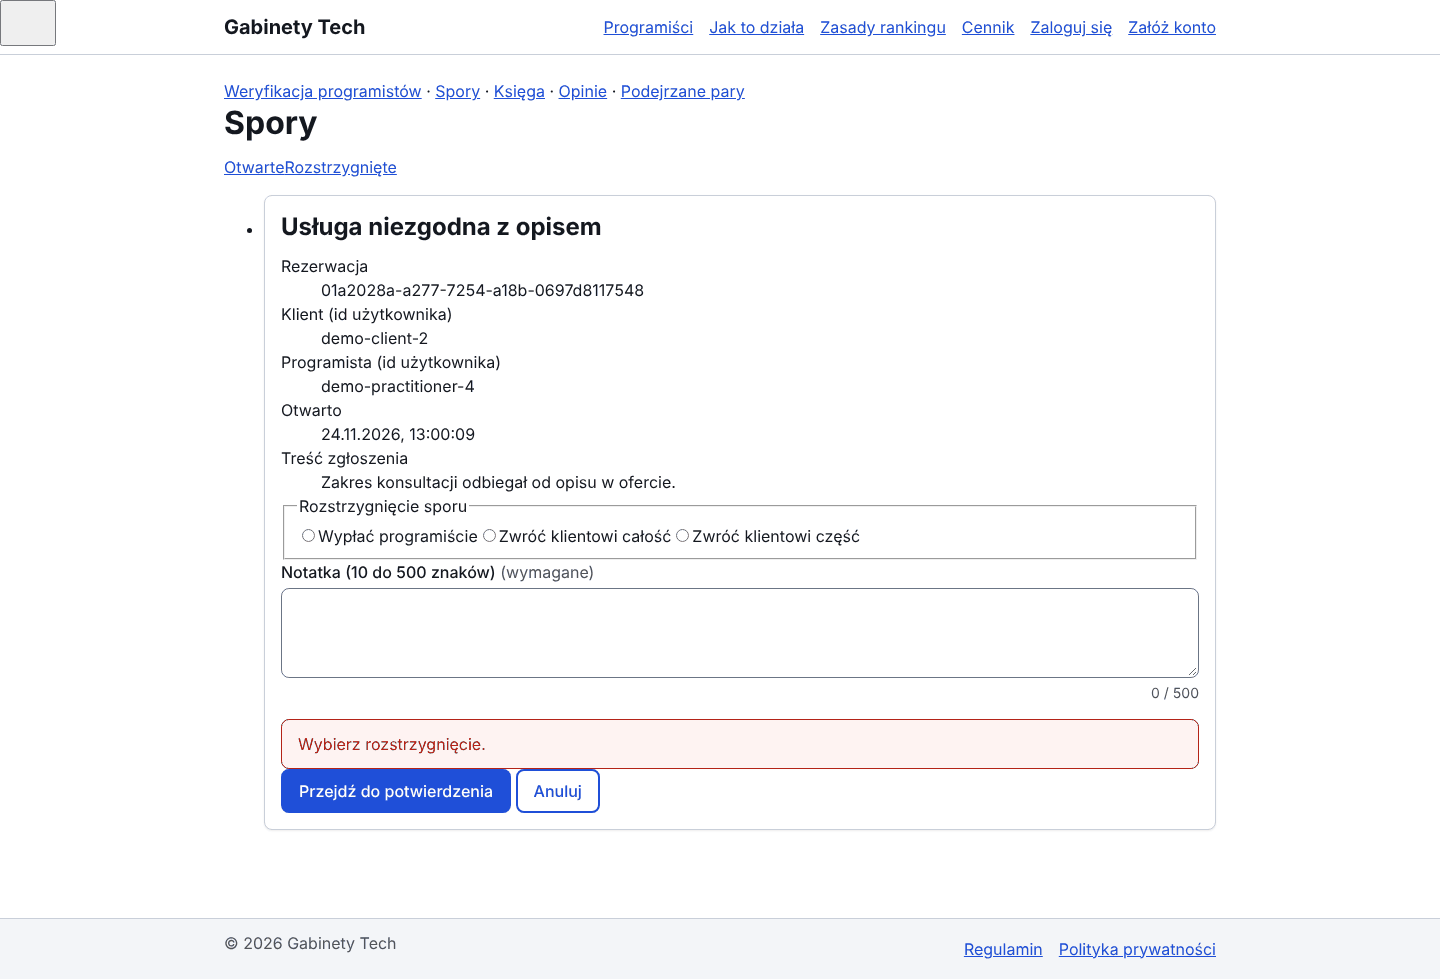 Gabinety Tech
Programiści Jak to działa Zasady rankingu Cennik Zaloguj się Załóż konto
Weryfikacja programistów · Spory · Księga · Opinie · Podejrzane pary
Spory
OtwarteRozstrzygnięte
Usługa niezgodna z opisem
Rezerwacja
01a2028a-a277-7254-a18b-0697d8117548
Klient (id użytkownika)
demo-client-2
Programista (id użytkownika)
demo-practitioner-4
Otwarto
24.11.2026, 13:00:09
Treść zgłoszenia
Zakres konsultacji odbiegał od opisu w ofercie.
Rozstrzygnięcie sporu
Wypłać programiście Zwróć klientowi całość Zwróć klientowi część
Notatka (10 do 500 znaków) (wymagane)
0 / 500
Wybierz rozstrzygnięcie.
Przejdź do potwierdzenia Anuluj
© 2026 Gabinety Tech
Regulamin Polityka prywatności